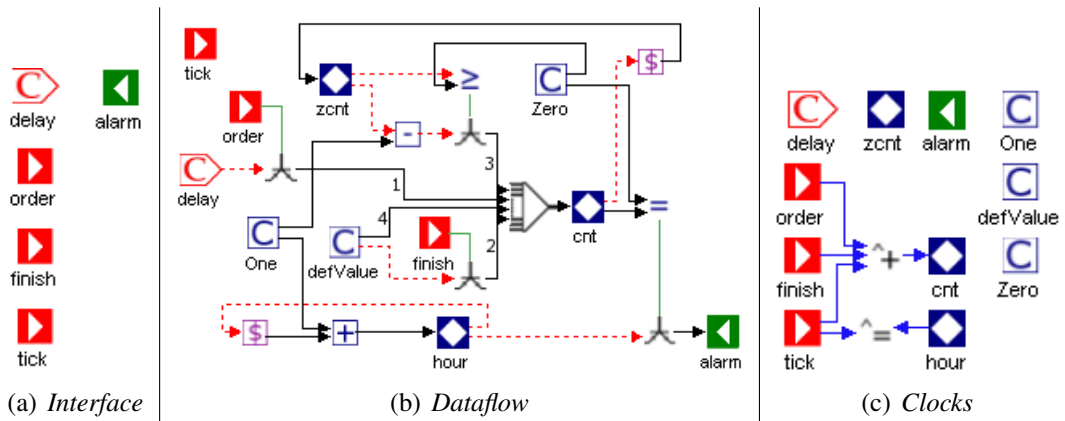 C
delay
alarm
order
finish
tick
(a) Interface
tick
zcnt
≥
C
Zero
$
order
-
delay
3
1
4
2
C
One
C
defValue
finish
cnt
=
$
+
hour
alarm
(b) Dataflow
C
delay
zcnt
alarm
C
One
order
C
defValue
finish
^+
cnt
C
Zero
tick
^=
hour
(c) Clocks